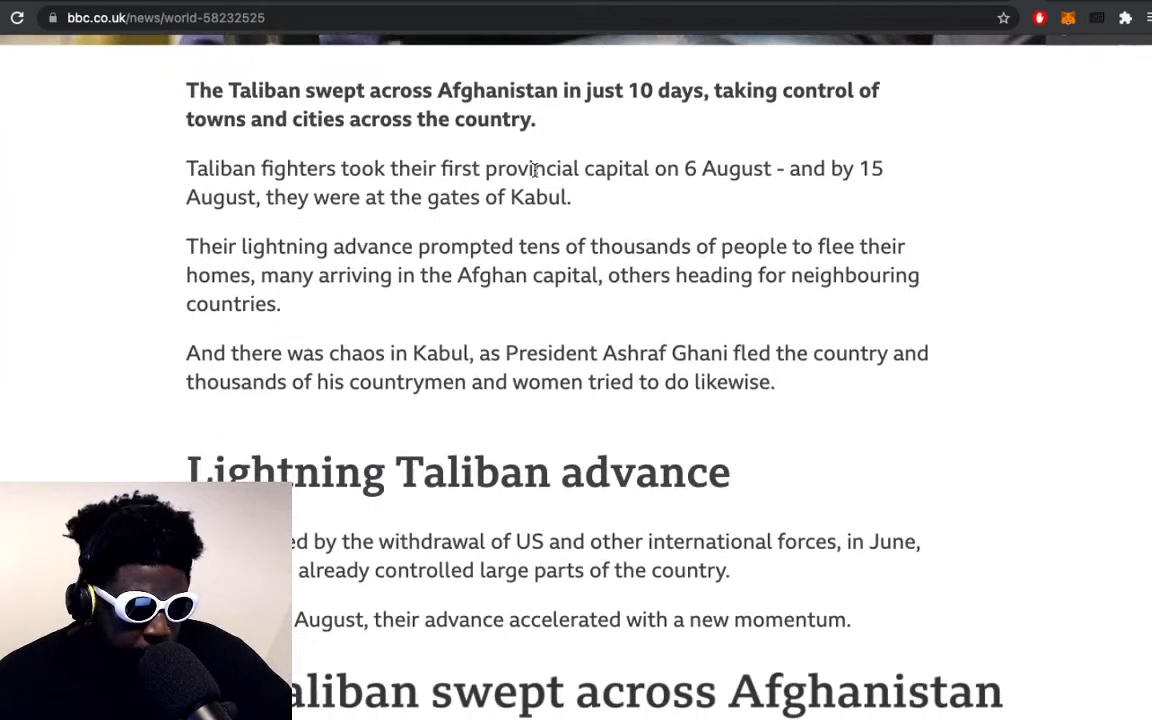 bbc.co.uk/news/world-58232525
The Taliban swept across Afghanistan in just 10 days, taking control of
towns and cities across the country.
Taliban fighters took their first provincial capital on 6 August - and by 15
August, they were at the gates of Kabul.
Their lightning advance prompted tens of thousands of people to flee their
homes, many arriving in the Afghan capital, others heading for neighbouring
countries.
And there was chaos in Kabul, as President Ashraf Ghani fled the country and
thousands of his countrymen and women tried to do likewise.
Lightning Taliban advance
ed by the withdrawal of US and other international forces, in June,
already controlled large parts of the country.
August, their advance accelerated with a new momentum.
aliban swept across Afghanistan